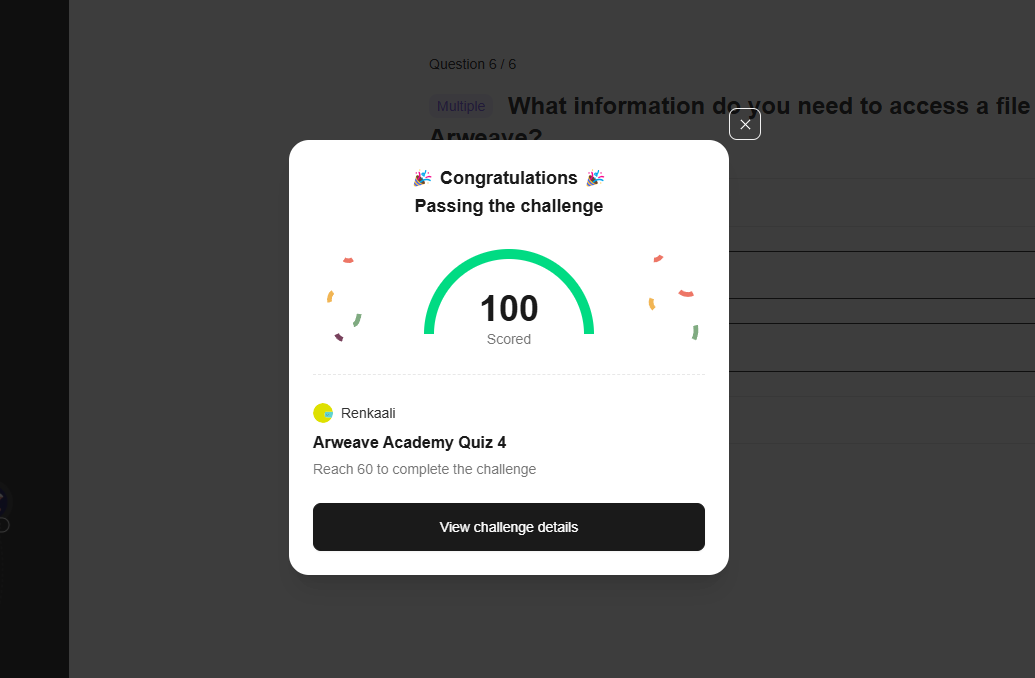 Question 6 / 6
Multiple What information do you need to access a file
Arweave?
Congratulations
Passing the challenge
100
Scored
Renkaali
Arweave Academy Quiz 4
Reach 60 to complete the challenge
View challenge details